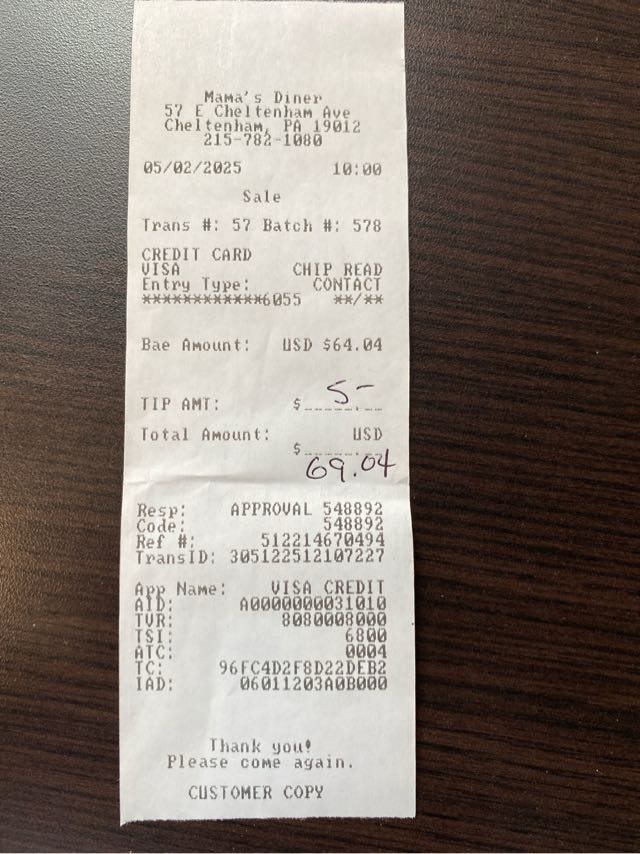 Mama's Diner
57 E Cheltenham Ave
Cheltenham, PA 19012
215-782-1080
05/02/2025 10:00
Sale
Trans #: 57 Batch #: 578
CREDIT CARD
VISA CHIP READ
Entry Type: CONTACT
************6055 **/**
Bae Amount: USD $64.04
TIP AMT: $ 5-
Total Amount: USD
$ 69.04
Resp: APPROVAL 548892
Code: 548892
Ref #: 512214670494
TransID: 305122512107227
App Name: VISA CREDIT
AID: A0000000031010
TVR: 8080008000
TSI: 6800
ATC: 0004
TC: 96FC4D2F8D22DEB2
IAD: 06011203A0B000
Thank you!
Please come again.
CUSTOMER COPY